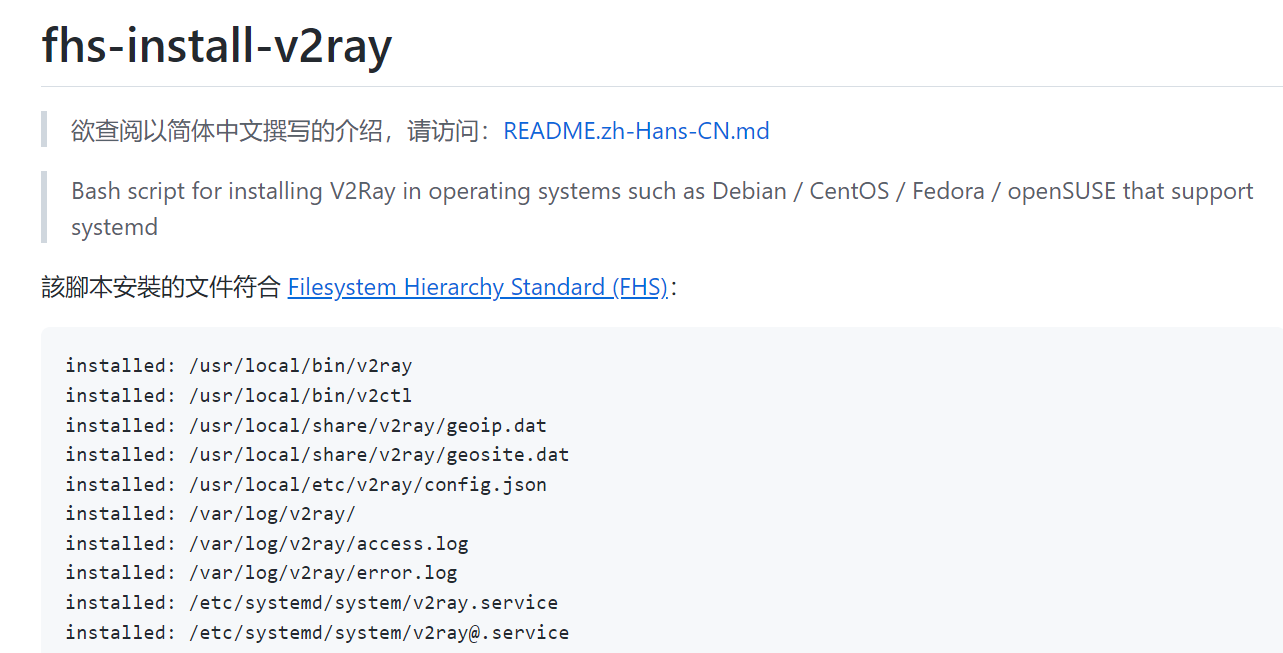 fhs-install-v2ray
欲查阅以简体中文撰写的介绍，请访问：README.zh-Hans-CN.md
Bash script for installing V2Ray in operating systems such as Debian / CentOS / Fedora / openSUSE that support
systemd
該腳本安裝的文件符合 Filesystem Hierarchy Standard (FHS)：
installed: /usr/local/bin/v2ray
installed: /usr/local/bin/v2ctl
installed: /usr/local/share/v2ray/geoip.dat
installed: /usr/local/share/v2ray/geosite.dat
installed: /usr/local/etc/v2ray/config.json
installed: /var/log/v2ray/
installed: /var/log/v2ray/access.log
installed: /var/log/v2ray/error.log
installed: /etc/systemd/system/v2ray.service
installed: /etc/systemd/system/v2ray@.service